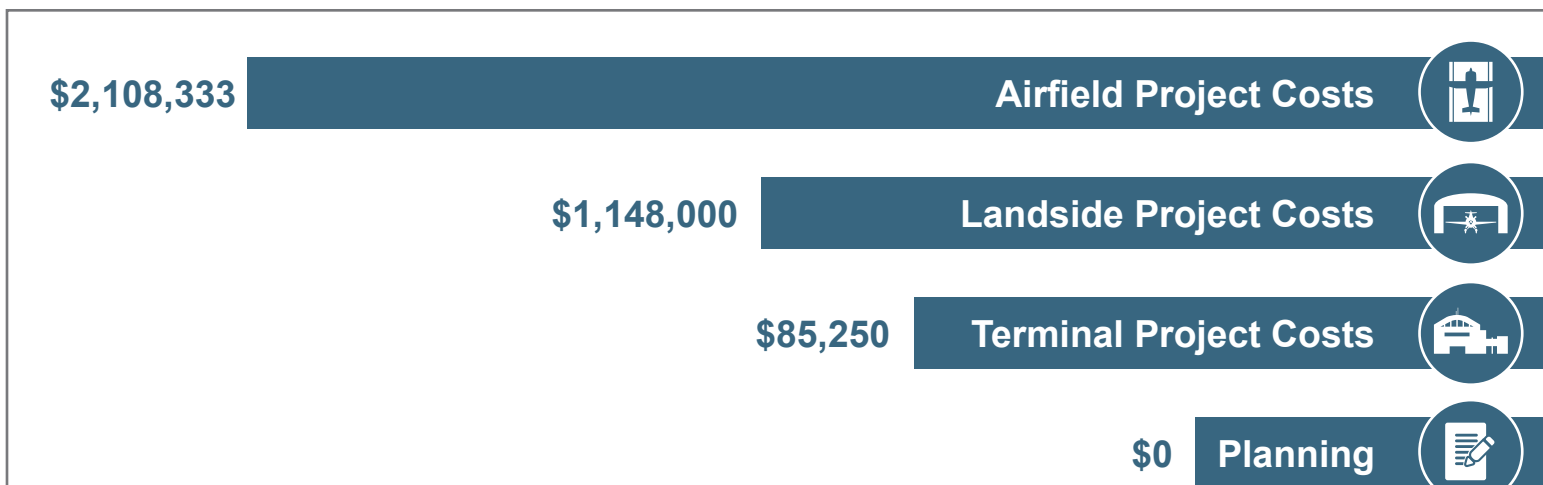 $2,108,333 Airfield Project Costs
$1,148,000 Landside Project Costs
$85,250 Terminal Project Costs
$0 Planning